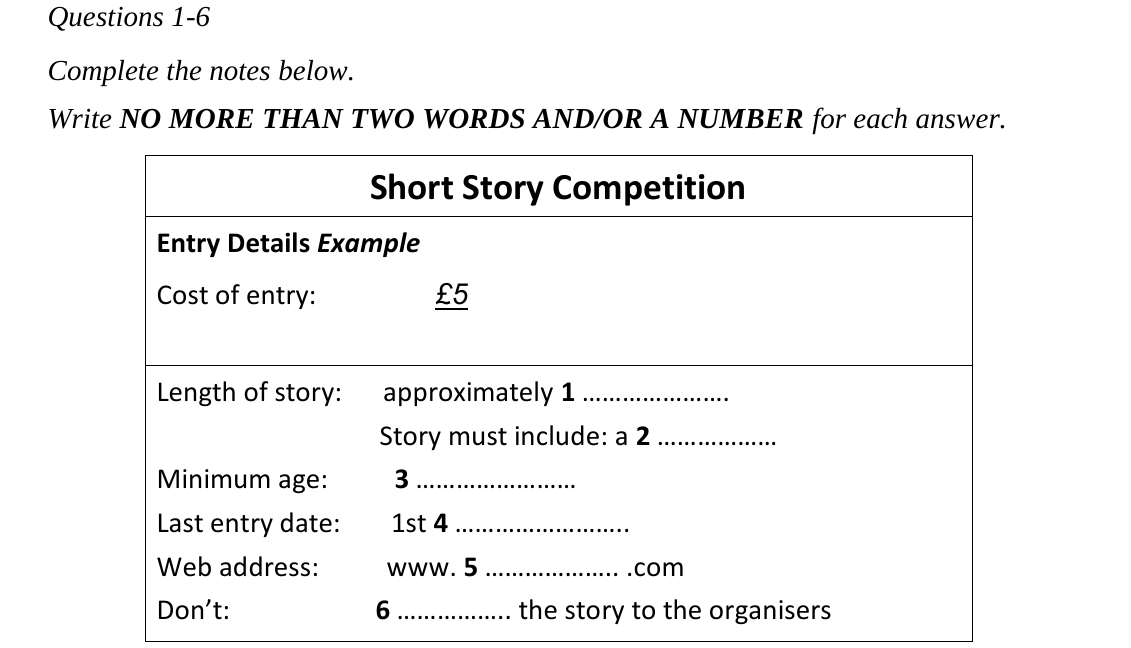 Questions 1-6
Complete the notes below.
Write NO MORE THAN TWO WORDS AND/OR A NUMBER for each answer.
Short Story Competition
Entry Details Example
Cost of entry: £5
Length of story: approximately 1 ………………….
Story must include: a 2 ………………
Minimum age: 3 ……………………
Last entry date: 1st 4 ……………………..
Web address: www. 5 ……………….. .com
Don’t: 6 …………….. the story to the organisers